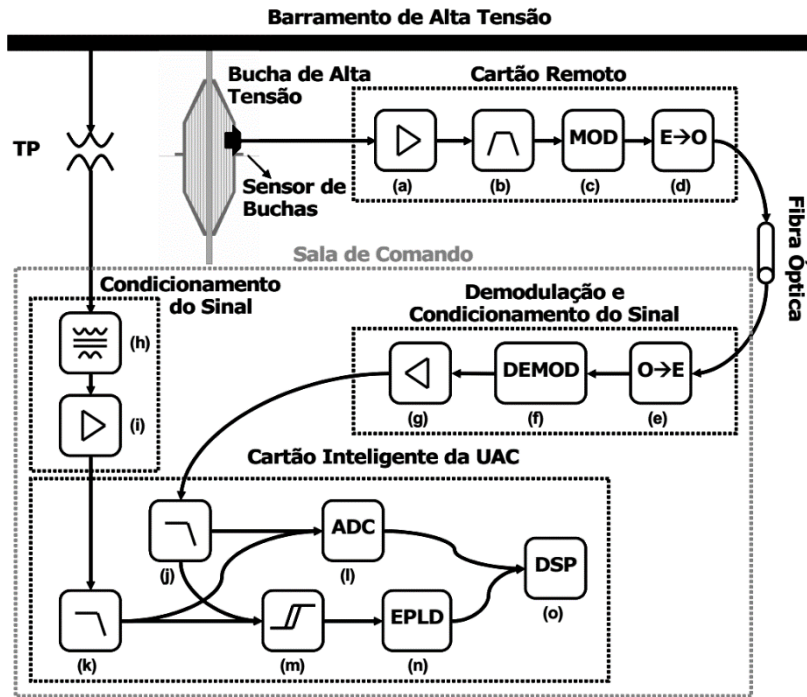 Barramento de Alta Tensão
Bucha de Alta
Tensão
Cartão Remoto
TP
MOD
E→O
(a)
(b)
(c)
(d)
Sensor de
Buchas
Fibra Óptica
Sala de Comando
Condicionamento
do Sinal
Demodulação e
Condicionamento do Sinal
(h)
DEMOD
O→E
(g)
(f)
(e)
(i)
Cartão Inteligente da UAC
ADC
(j)
(l)
DSP
(o)
EPLD
(k)
(m)
(n)